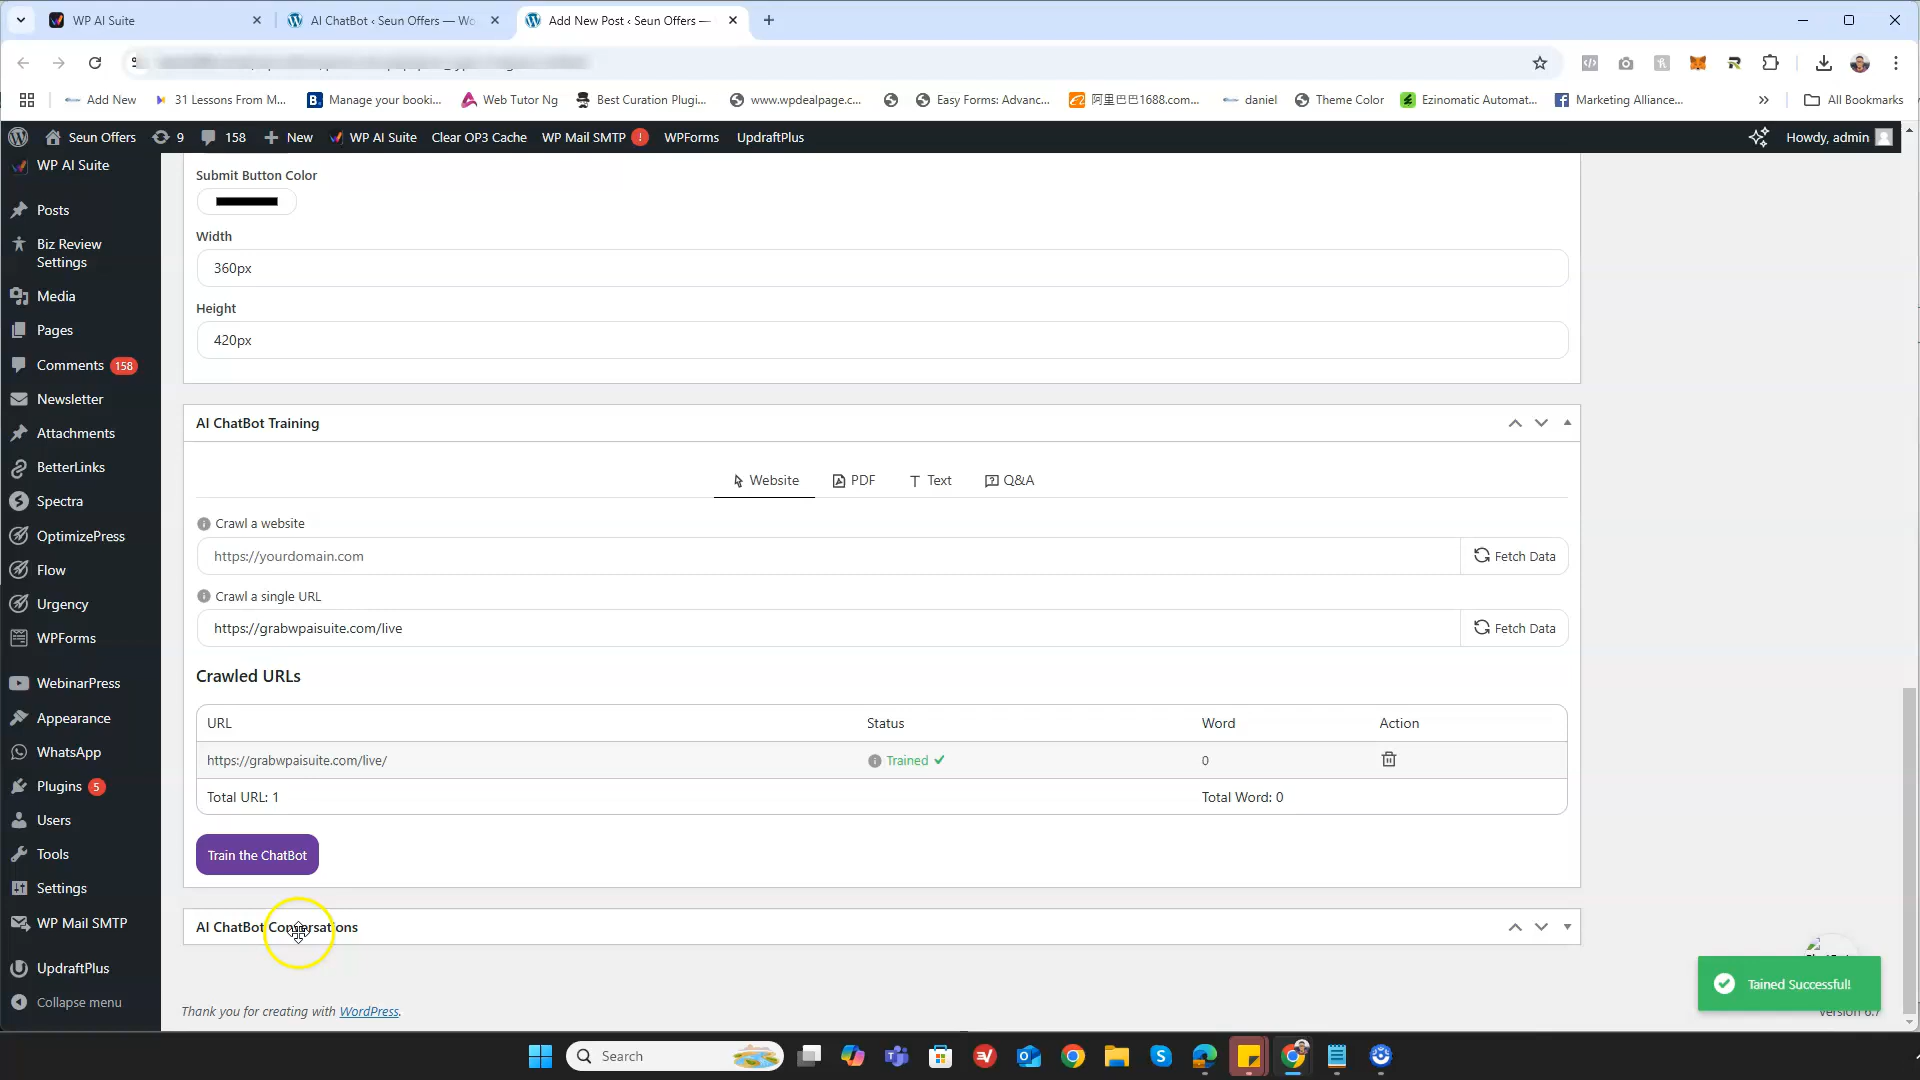 WP AI Suite
AI ChatBot ‹ Seun Offers — Wo
Add New Post ‹ Seun Offers —
Add New
31 Lessons From M...
Manage your booki...
Web Tutor Ng
Best Curation Plugi...
www.wpdealpage.c...
Easy Forms: Advanc...
阿里巴巴1688.com...
daniel
Theme Color
Ezinomatic Automat...
Marketing Alliance...
All Bookmarks
Seun Offers
9
158
New
WP AI Suite
Clear OP3 Cache
WP Mail SMTP !
WPForms
UpdraftPlus
Howdy, admin
WP AI Suite
Posts
Biz Review
Settings
Media
Pages
Comments 158
Newsletter
Attachments
BetterLinks
Spectra
OptimizePress
Flow
Urgency
WPForms
WebinarPress
Appearance
WhatsApp
Plugins 5
Users
Tools
Settings
WP Mail SMTP
UpdraftPlus
Collapse menu
Submit Button Color
Width
360px
Height
420px
AI ChatBot Training
Website
PDF
Text
Q&A
Crawl a website
https://yourdomain.com
Fetch Data
Crawl a single URL
https://grabwpaisuite.com/live
Fetch Data
Crawled URLs
URL Status Word Action
https://grabwpaisuite.com/live/ Trained 0
Total URL: 1 Total Word: 0
Train the ChatBot
AI ChatBot Conversations
Tained Successful!
Thank you for creating with WordPress.
Search